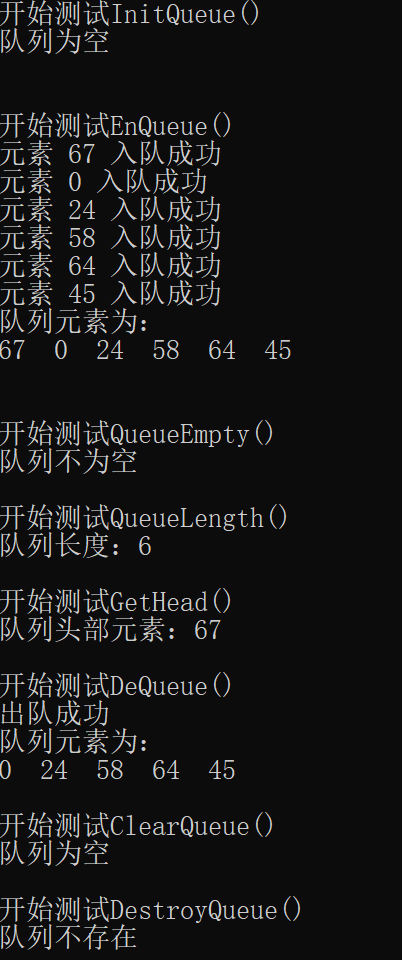 开始测试InitQueue()
队列为空
开始测试EnQueue()
元素 67 入队成功
元素 0 入队成功
元素 24 入队成功
元素 58 入队成功
元素 64 入队成功
元素 45 入队成功
队列元素为：
67  0  24  58  64  45
开始测试QueueEmpty()
队列不为空
开始测试QueueLength()
队列长度：6
开始测试GetHead()
队列头部元素：67
开始测试DeQueue()
出队成功
队列元素为：
0  24  58  64  45
开始测试ClearQueue()
队列为空
开始测试DestroyQueue()
队列不存在